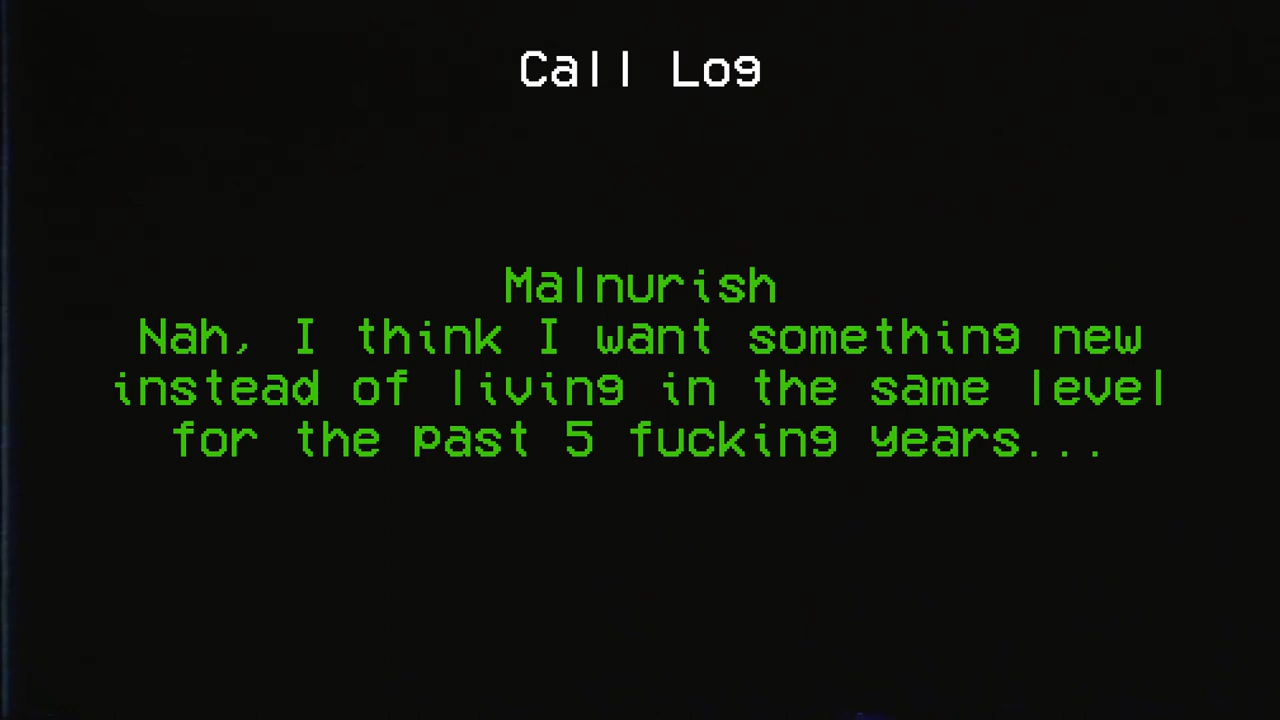 Call Log
Malnurish
Nah, I think I want something new
instead of living in the same level
for the past 5 fucking years...